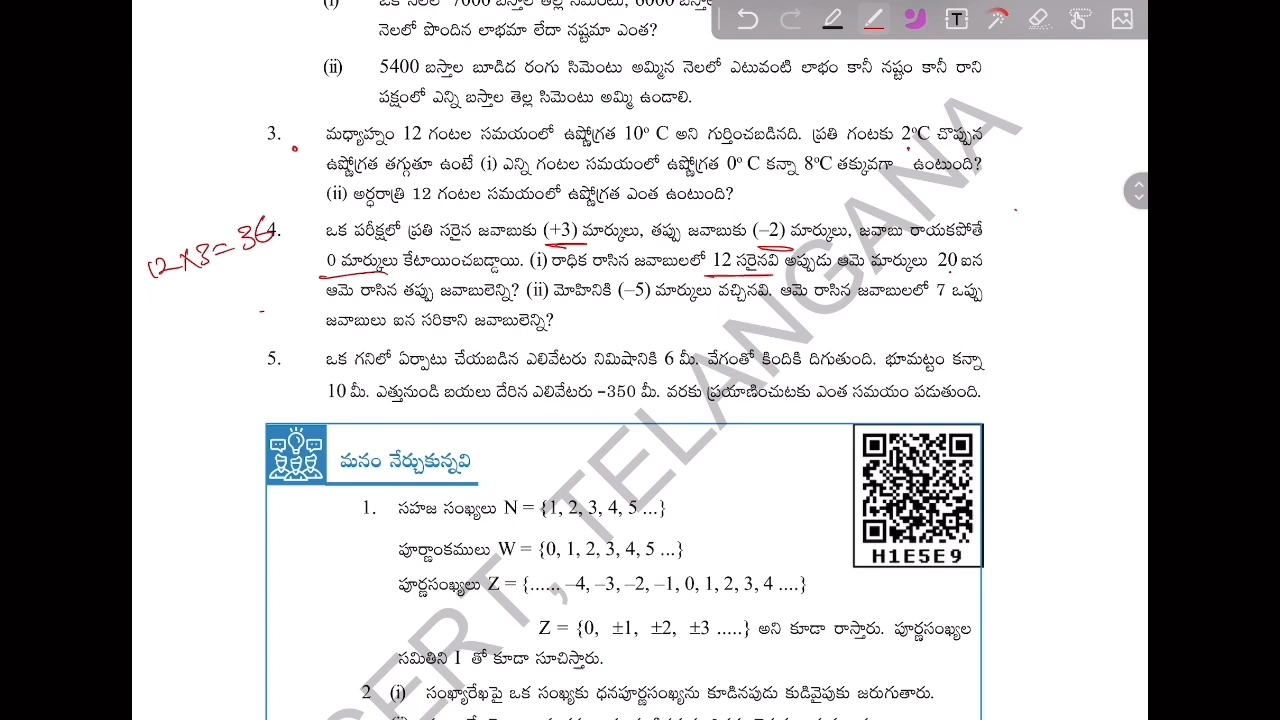 (i) ఒక నెలలో 7000 బస్తాల తెల్ల సిమెంటు, 6000 బస్తాల
నెలలో పొందిన లాభమా లేదా నష్టమా ఎంత?
(ii) 5400 బస్తాల బూడిద రంగు సిమెంటు అమ్మిన నెలలో ఎటువంటి లాభం కానీ నష్టం కానీ రాని
పక్షంలో ఎన్ని బస్తాల తెల్ల సిమెంటు అమ్మి ఉండాలి.
3. మధ్యాహ్నం 12 గంటల సమయంలో ఉష్ణోగ్రత 10° C అని గుర్తించబడినది. ప్రతి గంటకు 2°C చొప్పున
ఉష్ణోగ్రత తగ్గుతూ ఉంటే (i) ఎన్ని గంటల సమయంలో ఉష్ణోగ్రత 0° C కన్నా 8°C తక్కువగా ఉంటుంది?
(ii) అర్ధరాత్రి 12 గంటల సమయంలో ఉష్ణోగ్రత ఎంత ఉంటుంది?
4. ఒక పరీక్షలో ప్రతి సరైన జవాబుకు (+3) మార్కులు, తప్పు జవాబుకు (–2) మార్కులు, జవాబు రాయకపోతే
12 x 3 = 36
0 మార్కులు కేటాయించబడ్డాయి. (i) రాధిక రాసిన జవాబులలో 12 సరైనవి అప్పుడు ఆమె మార్కులు 20 ఐన
ఆమె రాసిన తప్పు జవాబులెన్ని? (ii) మోహినికి (–5) మార్కులు వచ్చినవి. ఆమె రాసిన జవాబులలో 7 ఒప్పు
జవాబులు ఐన సరికాని జవాబులెన్ని?
5. ఒక గనిలో ఏర్పాటు చేయబడిన ఎలివేటరు నిమిషానికి 6 మీ. వేగంతో కిందికి దిగుతుంది. భూమట్టం కన్నా
10 మీ. ఎత్తునుండి బయలు దేరిన ఎలివేటరు –350 మీ. వరకు ప్రయాణించుటకు ఎంత సమయం పడుతుంది.
మనం నేర్చుకున్నవి
1. సహజ సంఖ్యలు N = {1, 2, 3, 4, 5 ...}
పూర్ణాంకములు W = {0, 1, 2, 3, 4, 5 ...}
H1E5E9
పూర్ణసంఖ్యలు Z = {...... –4, –3, –2, –1, 0, 1, 2, 3, 4 ....}
Z = {0, ±1, ±2, ±3 .....} అని కూడా రాస్తారు. పూర్ణసంఖ్యల
సమితిని I తో కూడా సూచిస్తారు.
2 (i) సంఖ్యారేఖపై ఒక సంఖ్యకు ధనపూర్ణసంఖ్యను కూడినపుడు కుడివైపుకు జరుగుతారు.
SCERT, TELANGANA